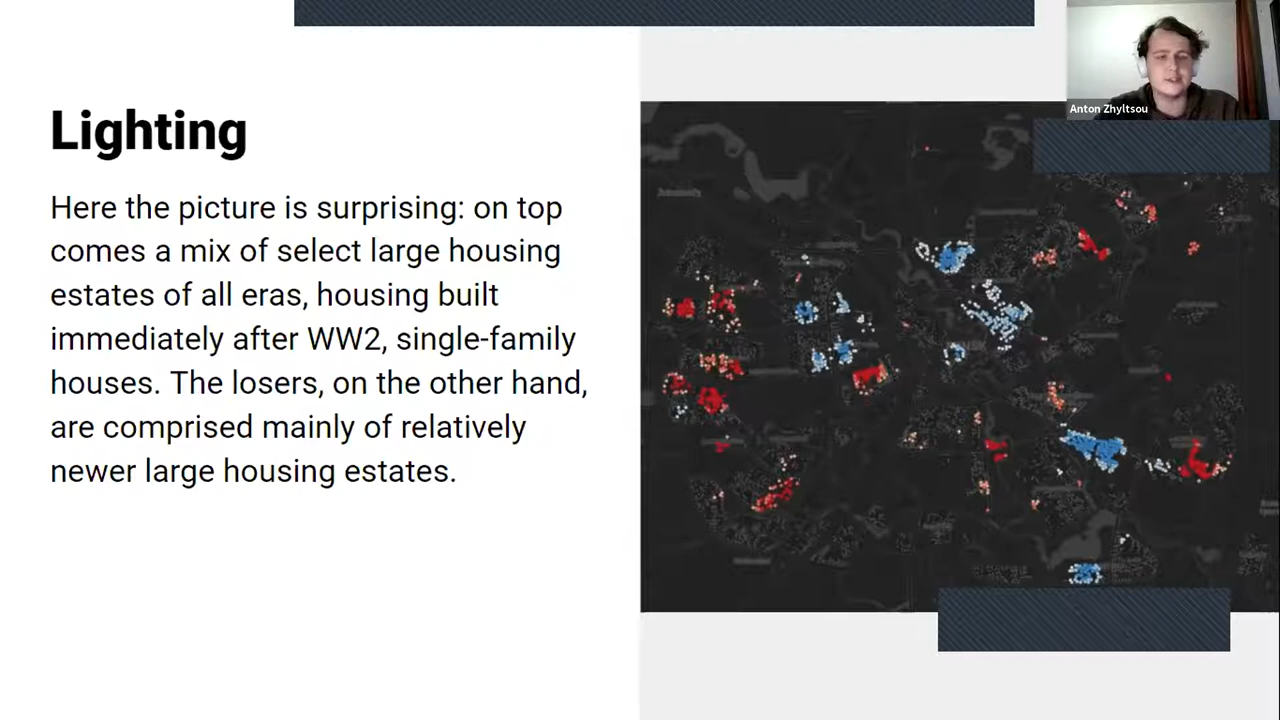 Anton Zhyltsou
Lighting
Here the picture is surprising: on top
comes a mix of select large housing
estates of all eras, housing built
immediately after WW2, single-family
houses. The losers, on the other hand,
are comprised mainly of relatively
newer large housing estates.